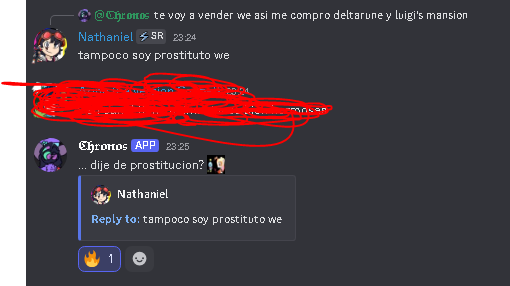 @Chronos te voy a vender we asi me compro deltarune y luigi's mansion
Nathaniel SR 23:24
tampoco soy prostituto we
Chronos APP 23:25
... dije de prostitucion?
Nathaniel
Reply to: tampoco soy prostituto we
1